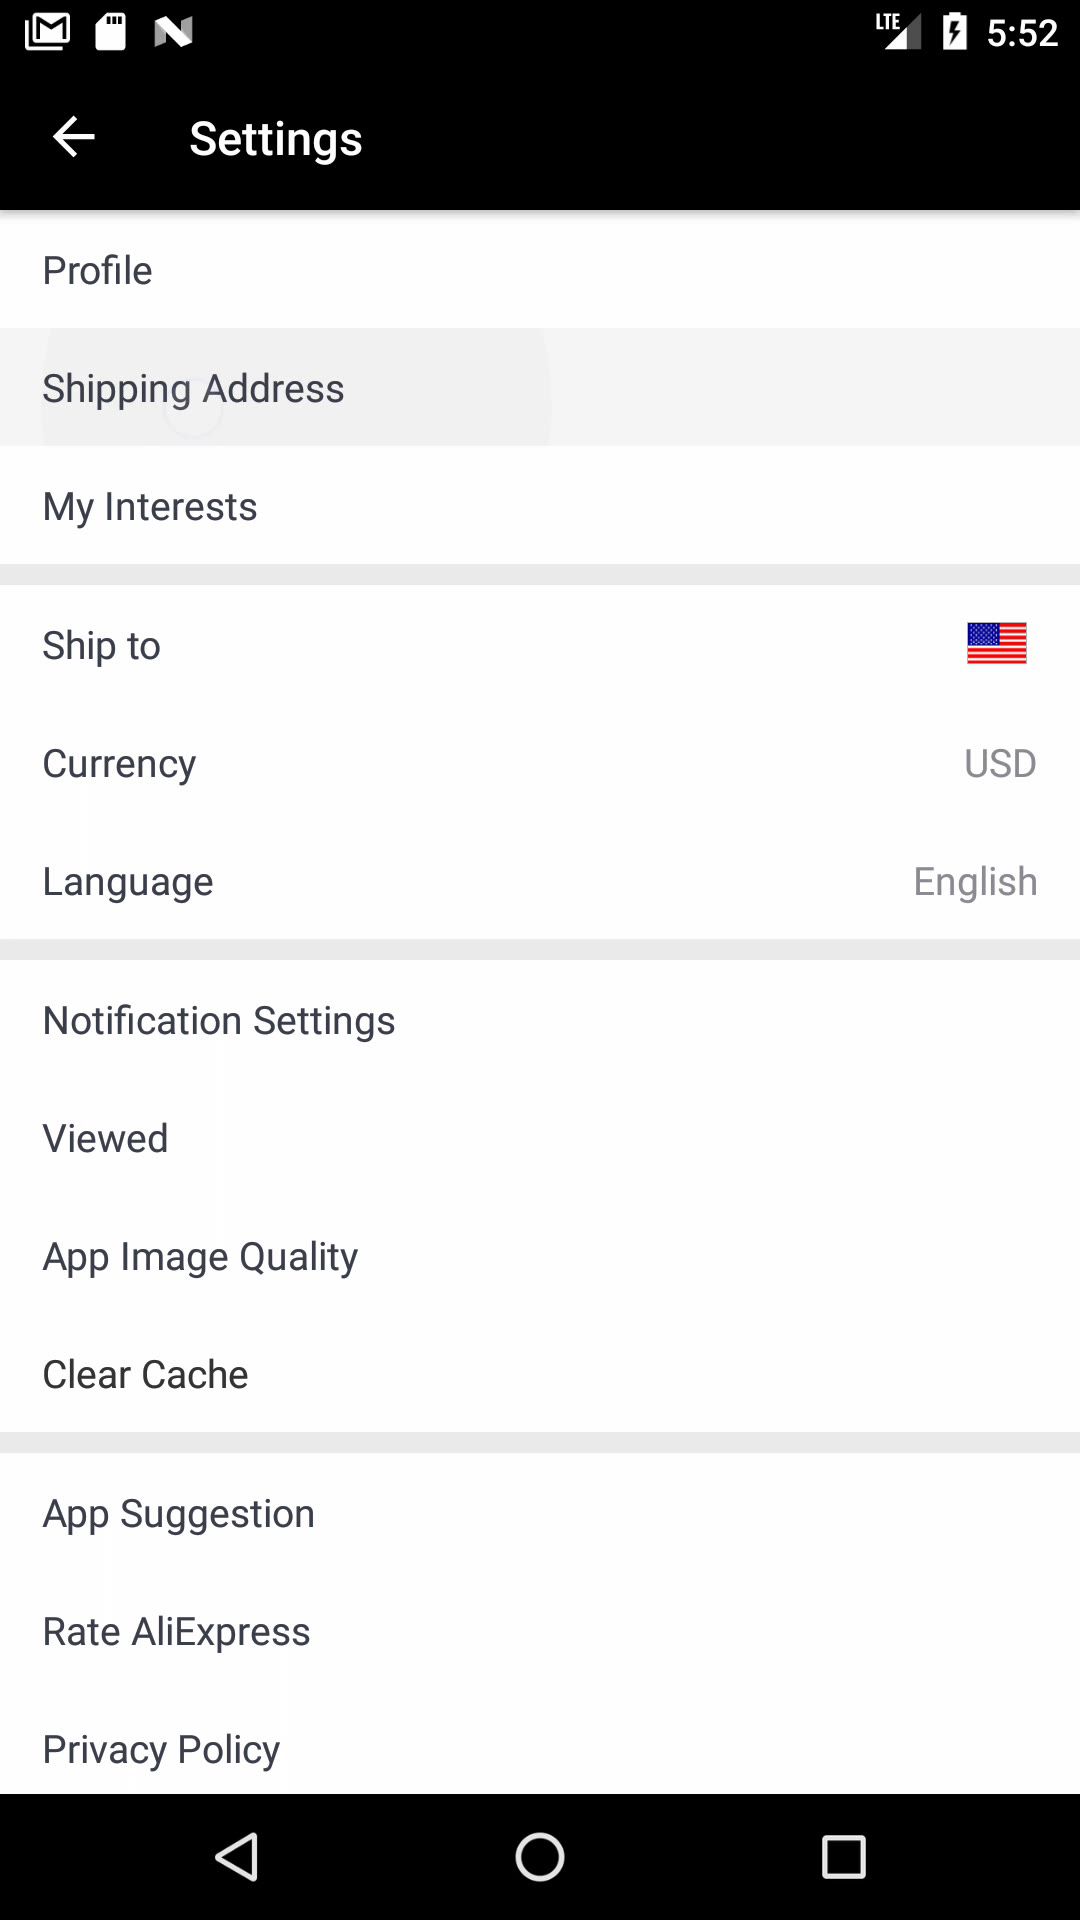 LTE 5:52
Settings
Profile
Shipping Address
My Interests
Ship to
Currency USD
Language English
Notification Settings
Viewed
App Image Quality
Clear Cache
App Suggestion
Rate AliExpress
Privacy Policy